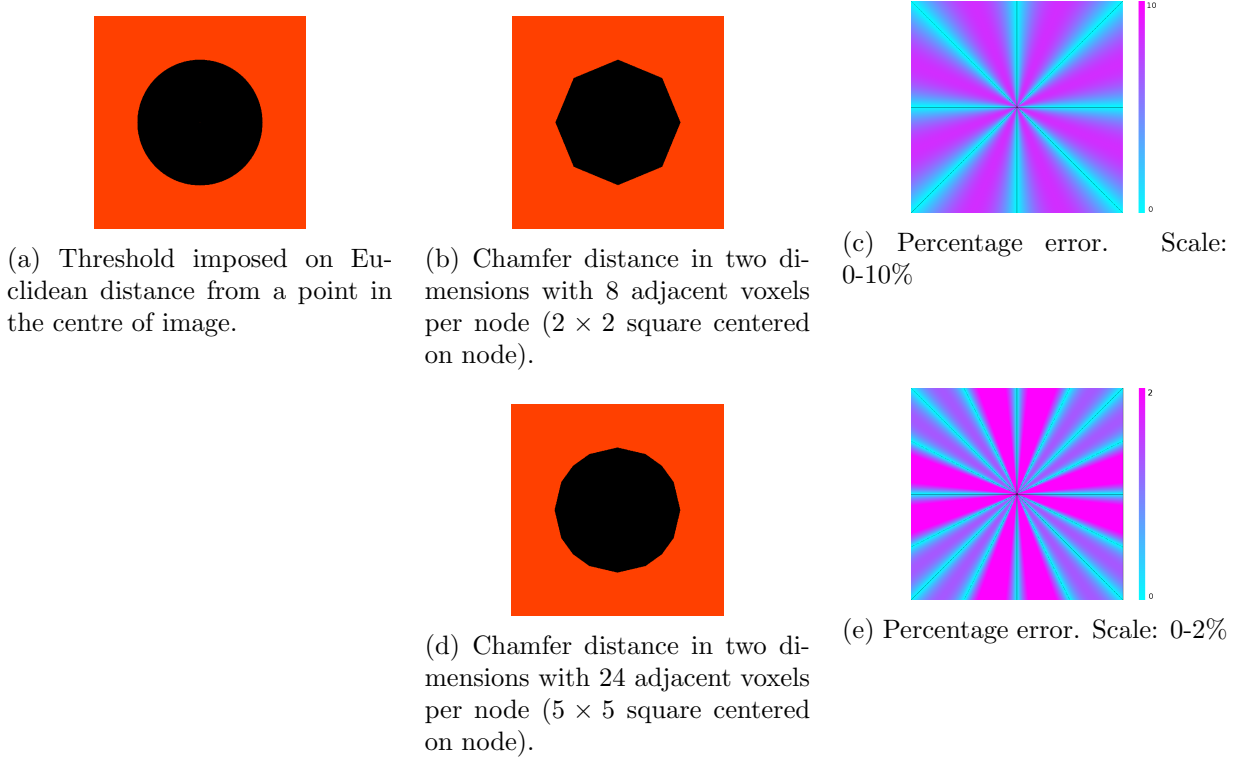 10
0
(a) Threshold imposed on Eu-
clidean distance from a point in
the centre of image.
(b) Chamfer distance in two di-
mensions with 8 adjacent voxels
per node (2 × 2 square centered
on node).
(c) Percentage error. Scale:
0-10%
2
0
(d) Chamfer distance in two di-
mensions with 24 adjacent voxels
per node (5 × 5 square centered
on node).
(e) Percentage error. Scale: 0-2%